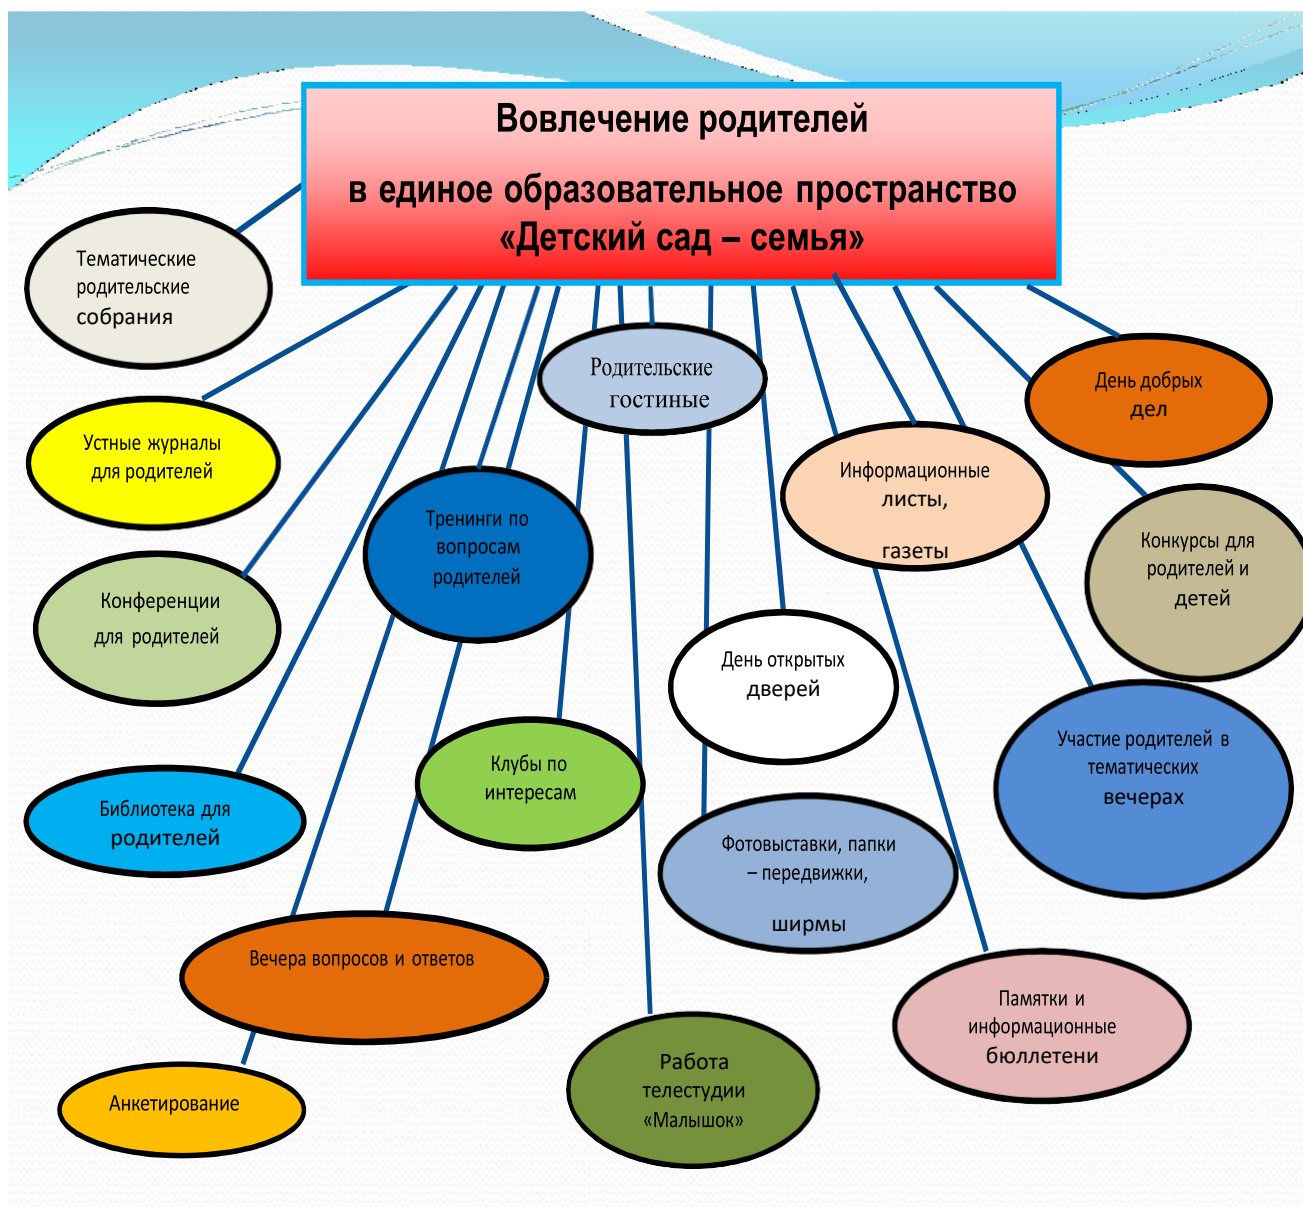 Вовлечение родителей
в единое образовательное пространство
«Детский сад – семья»
Тематические
родительские
собрания
Родительские
гостиные
День добрых
дел
Устные журналы
для родителей
Информационные
листы,
газеты
Тренинги по
вопросам
родителей
Конкурсы для
родителей и
детей
Конференции
для родителей
День открытых
дверей
Участие родителей в
тематических
вечерах
Клубы по
интересам
Библиотека для
родителей
Фотовыставки, папки
– передвижки,
ширмы
Вечера вопросов и ответов
Памятки и
информационные
бюллетени
Работа
телестудии
«Малышок»
Анкетирование